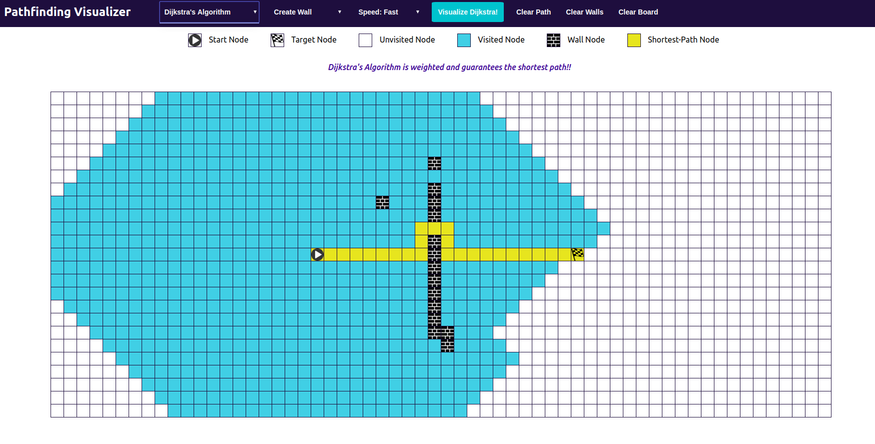 Pathfinding Visualizer Dijkstra's Algorithm Create Wall Speed: Fast Visualize Dijkstra! Clear Path Clear Walls Clear Board
Start Node Target Node Unvisited Node Visited Node Wall Node Shortest-Path Node
Dijkstra's Algorithm is weighted and guarantees the shortest path!!